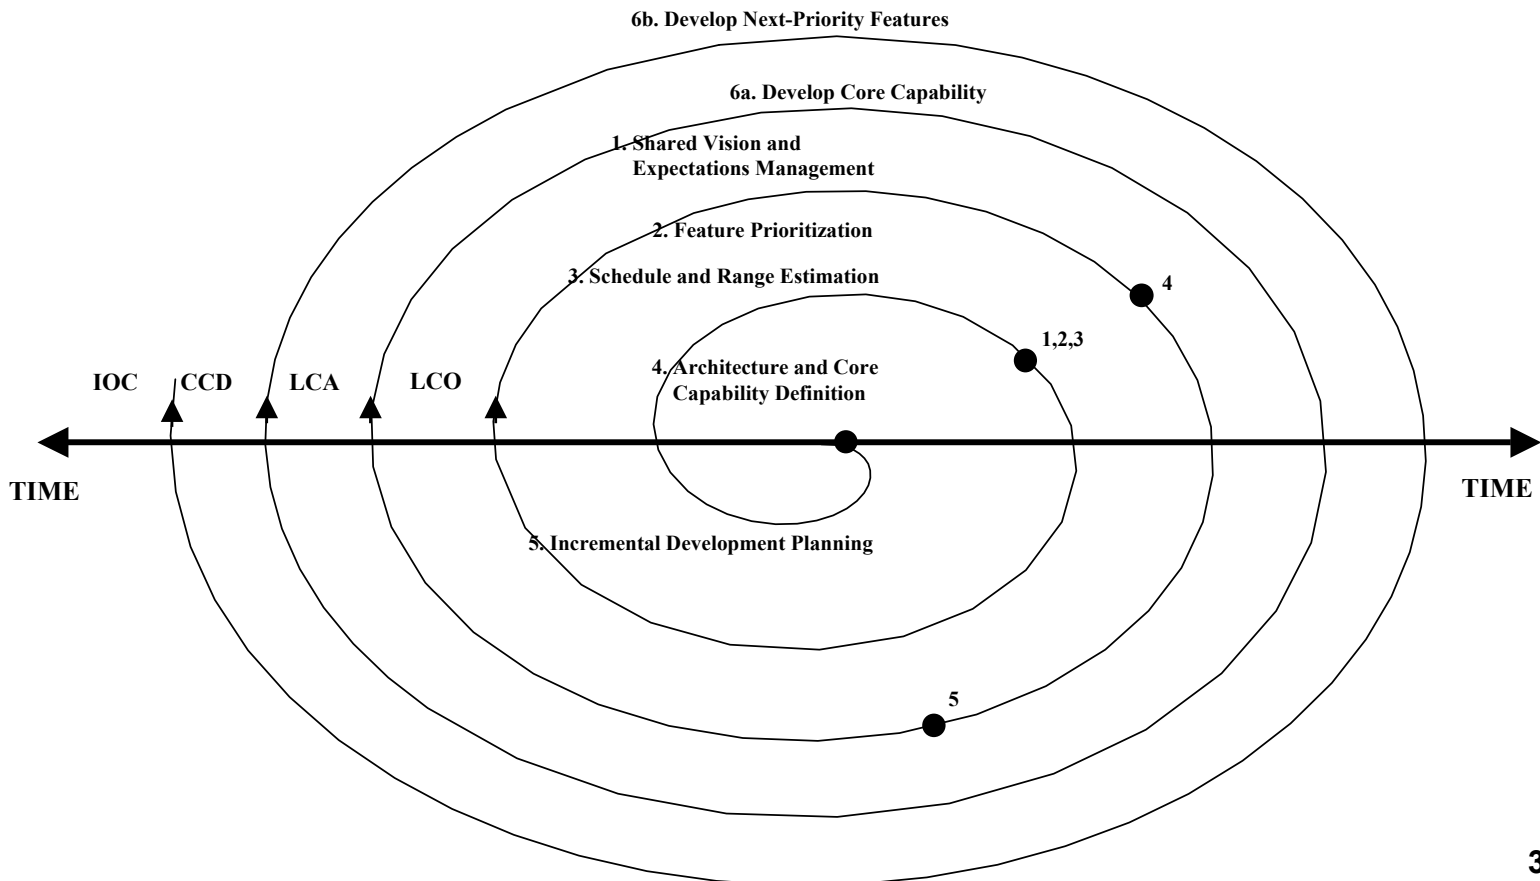 6b. Develop Next-Priority Features
6a. Develop Core Capability
1. Shared Vision and
Expectations Management
2. Feature Prioritization
3. Schedule and Range Estimation
4
1,2,3
4. Architecture and Core
Capability Definition
IOC CCD LCA LCO
TIME
TIME
5. Incremental Development Planning
5
3